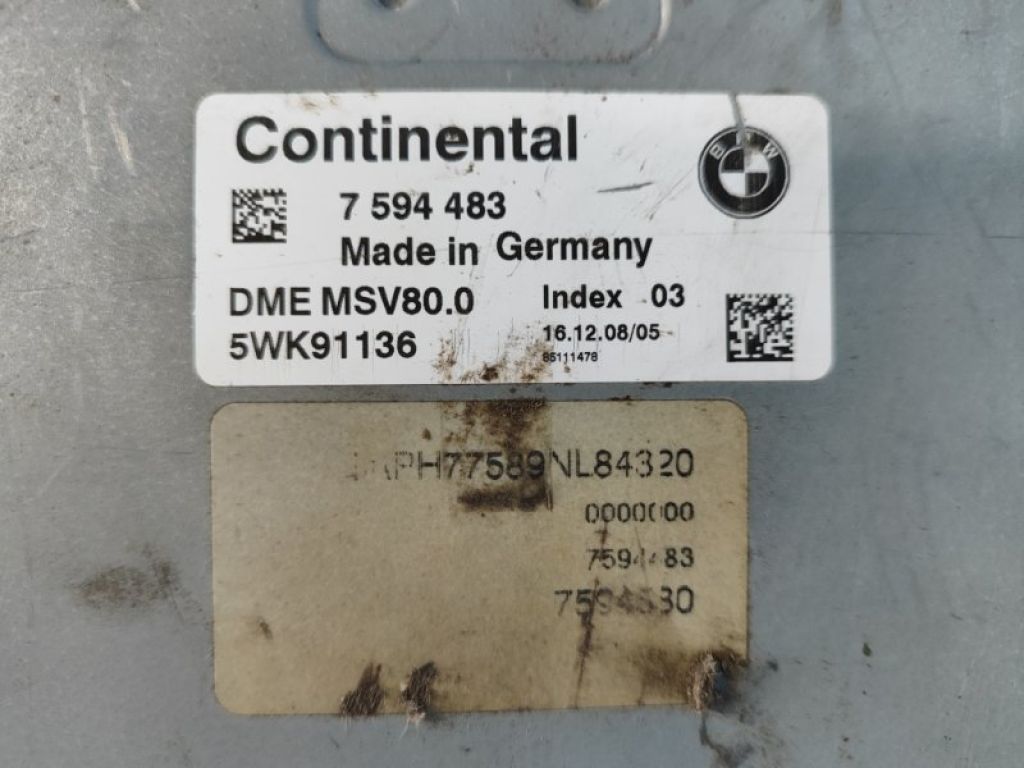 Continental
BMW
7 594 483
Made in Germany
DME MSV80.0 Index 03
5WK91136 16.12.08/05
85111478
0000000